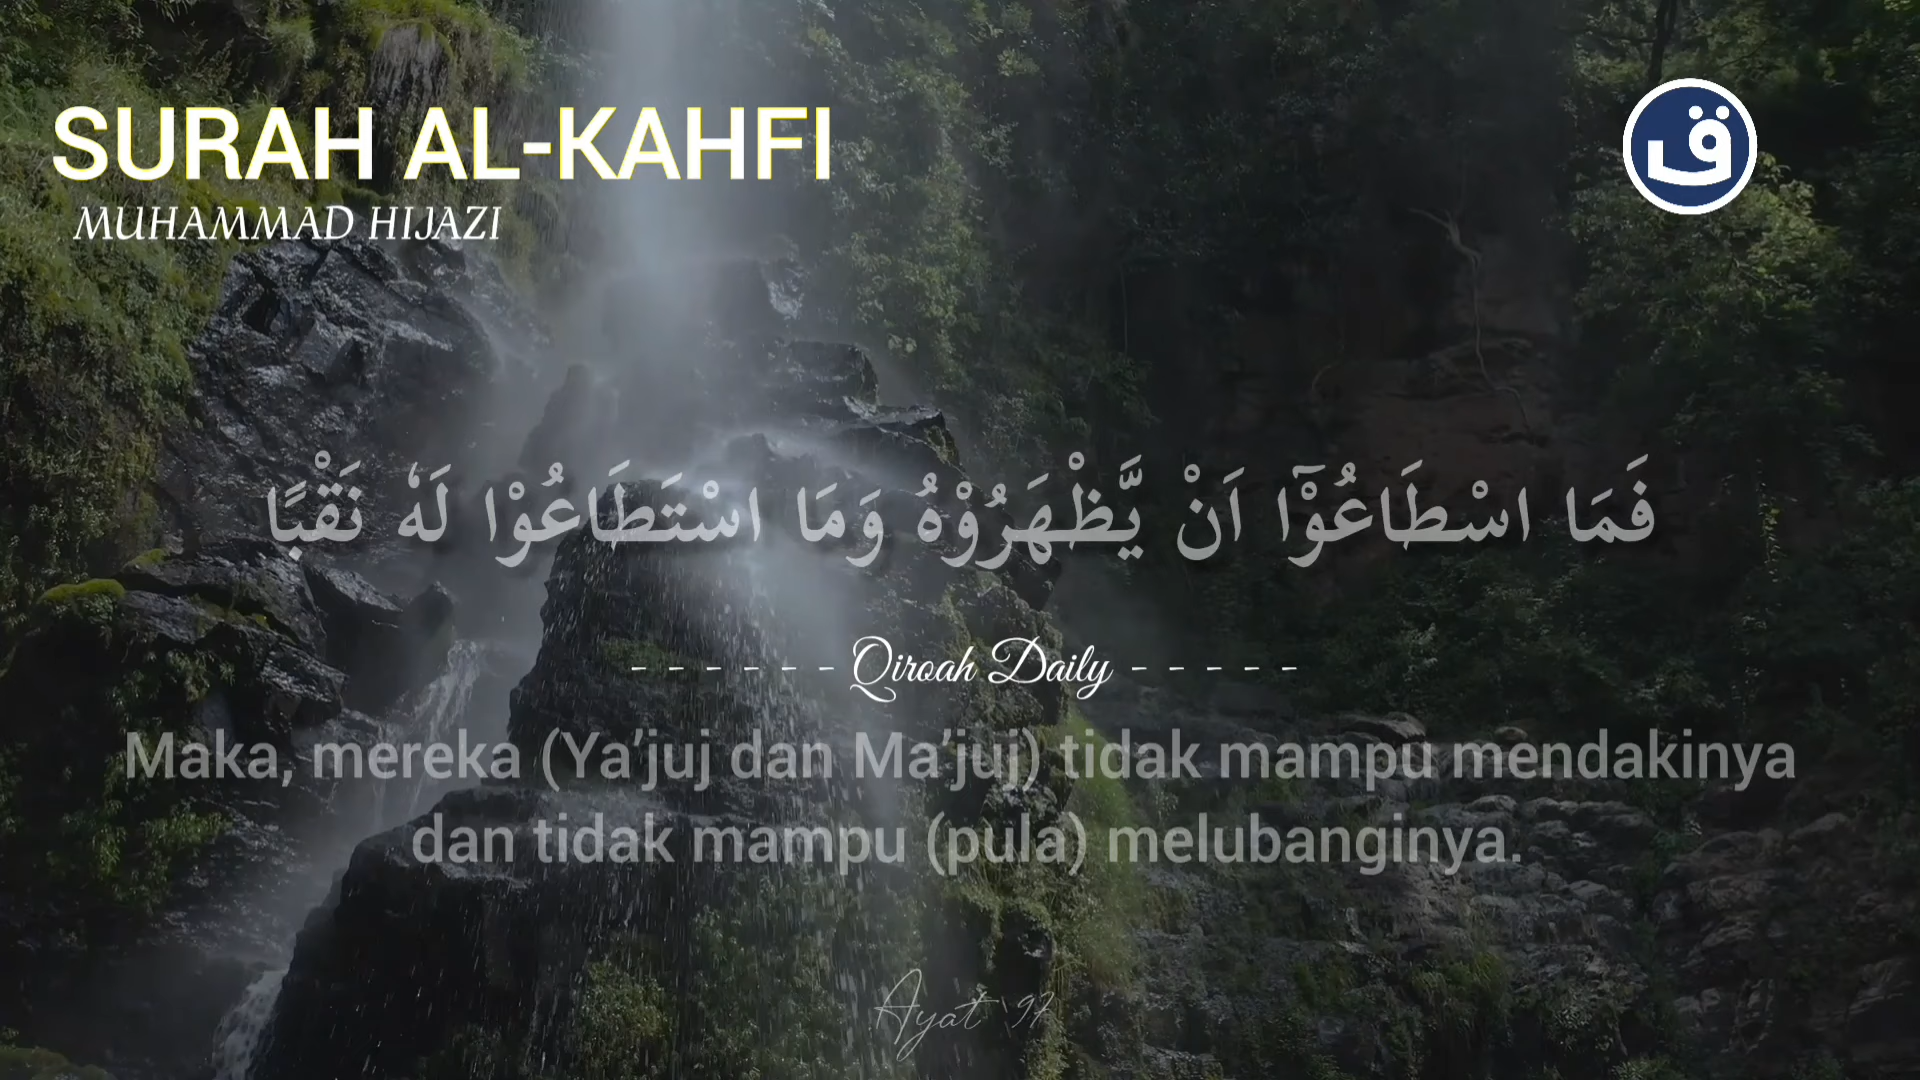 SURAH AL-KAHFI
MUHAMMAD HIJAZI
ق
فَمَا اسْطَاعُوْٓا اَنْ يَّظْهَرُوْهُ وَمَا اسْتَطَاعُوْا لَهٗ نَقْبًا
- - - - - - Qiroah Daily - - - - -
Maka, mereka (Ya’juj dan Ma’juj) tidak mampu mendakinya
dan tidak mampu (pula) melubanginya.
Ayat 97